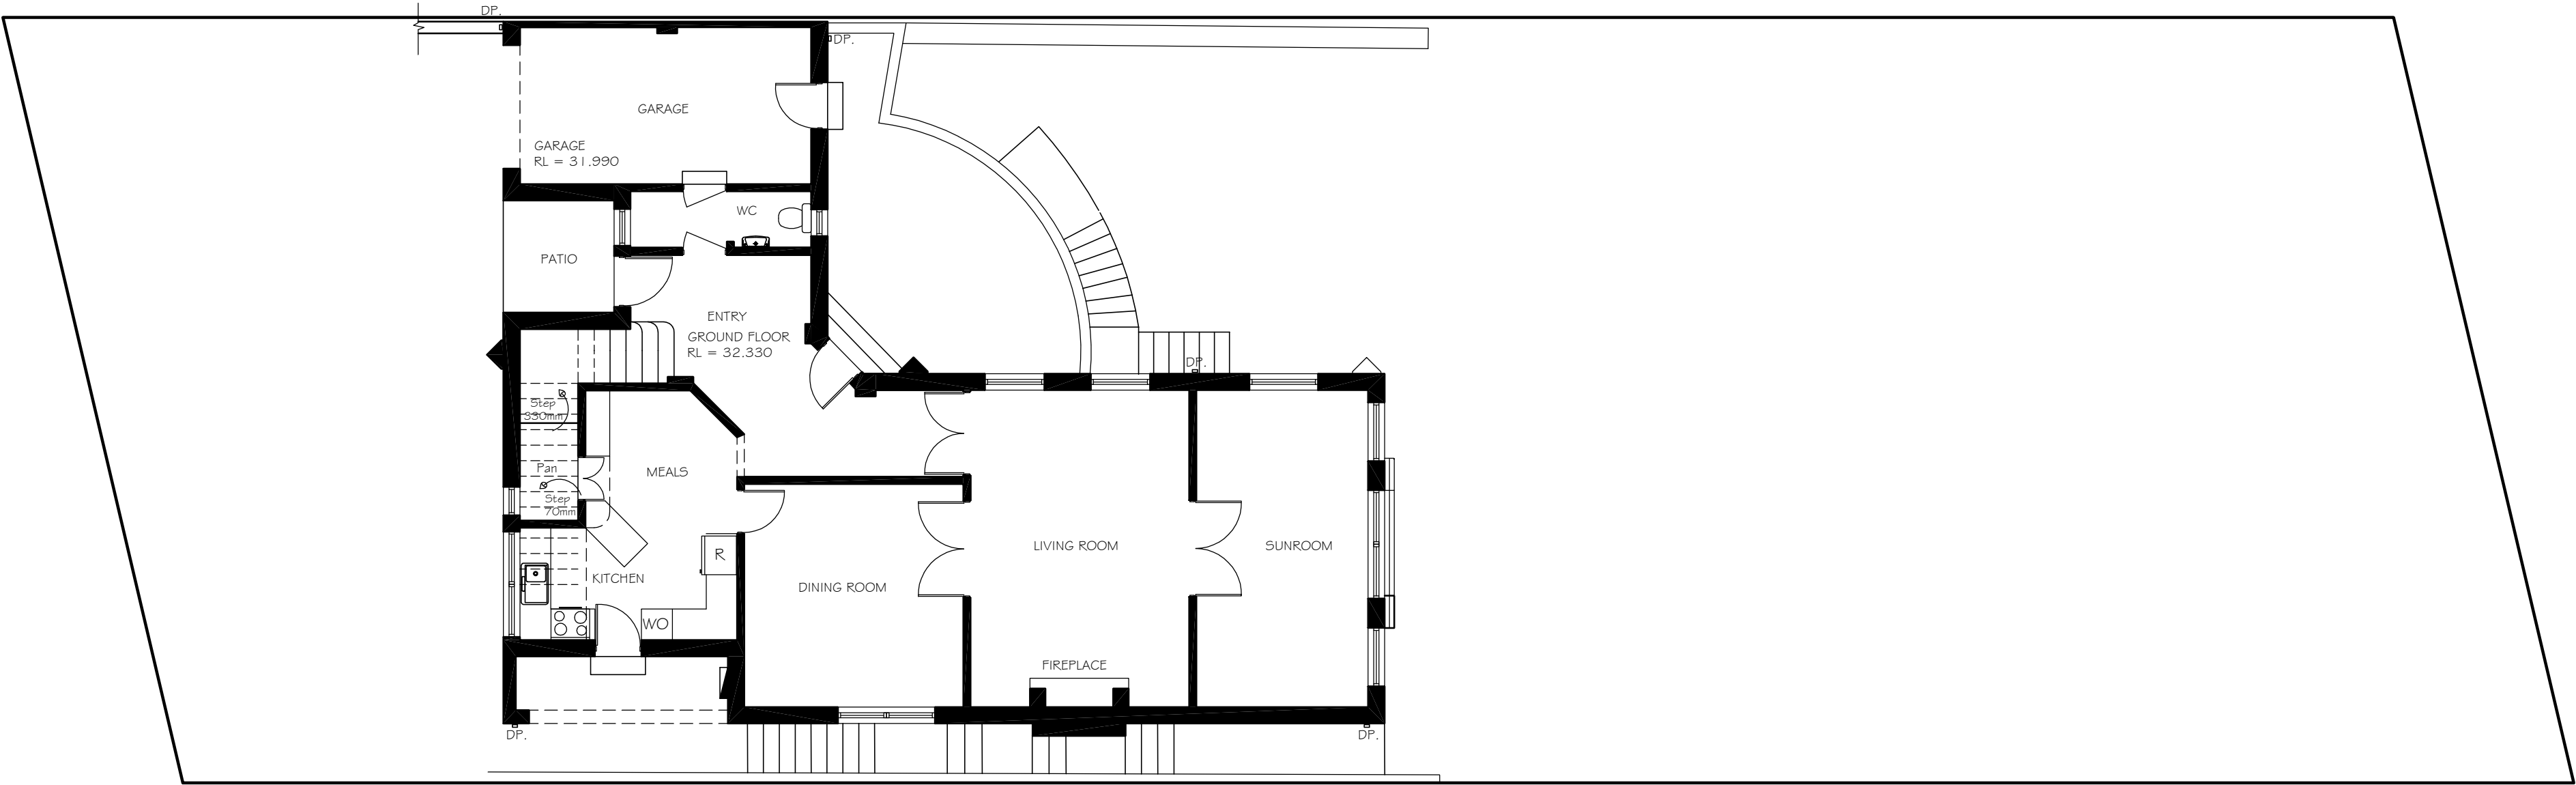 DP.
DP.
GARAGE
GARAGE
RL = 31.990
WC
PATIO
ENTRY
GROUND FLOOR
RL = 32.330
DP.
Step
330mm
MEALS
Pan
Step
70mm
R
LIVING ROOM
SUNROOM
KITCHEN
DINING ROOM
WO
FIREPLACE
DP.
DP.